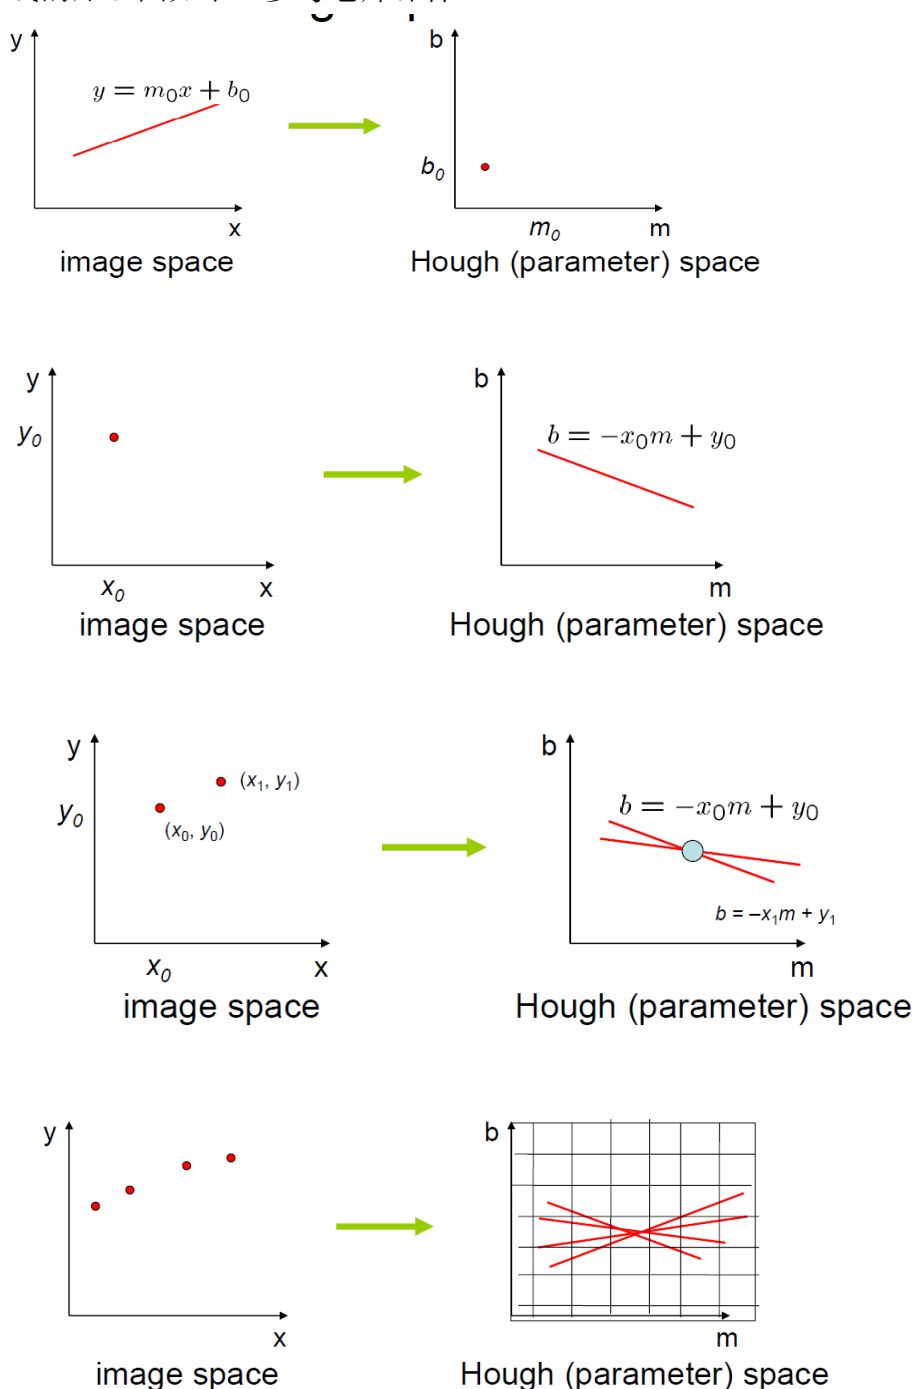 y
b
y = m₀x + b₀
b₀
x
m₀
m
image space
Hough (parameter) space
y
b
y₀
b = −x₀m + y₀
x₀
x
m
image space
Hough (parameter) space
y
b
(x₁, y₁)
y₀
(x₀, y₀)
b = −x₀m + y₀
b = –x₁m + y₁
x₀
x
m
image space
Hough (parameter) space
y
b
x
m
image space
Hough (parameter) space